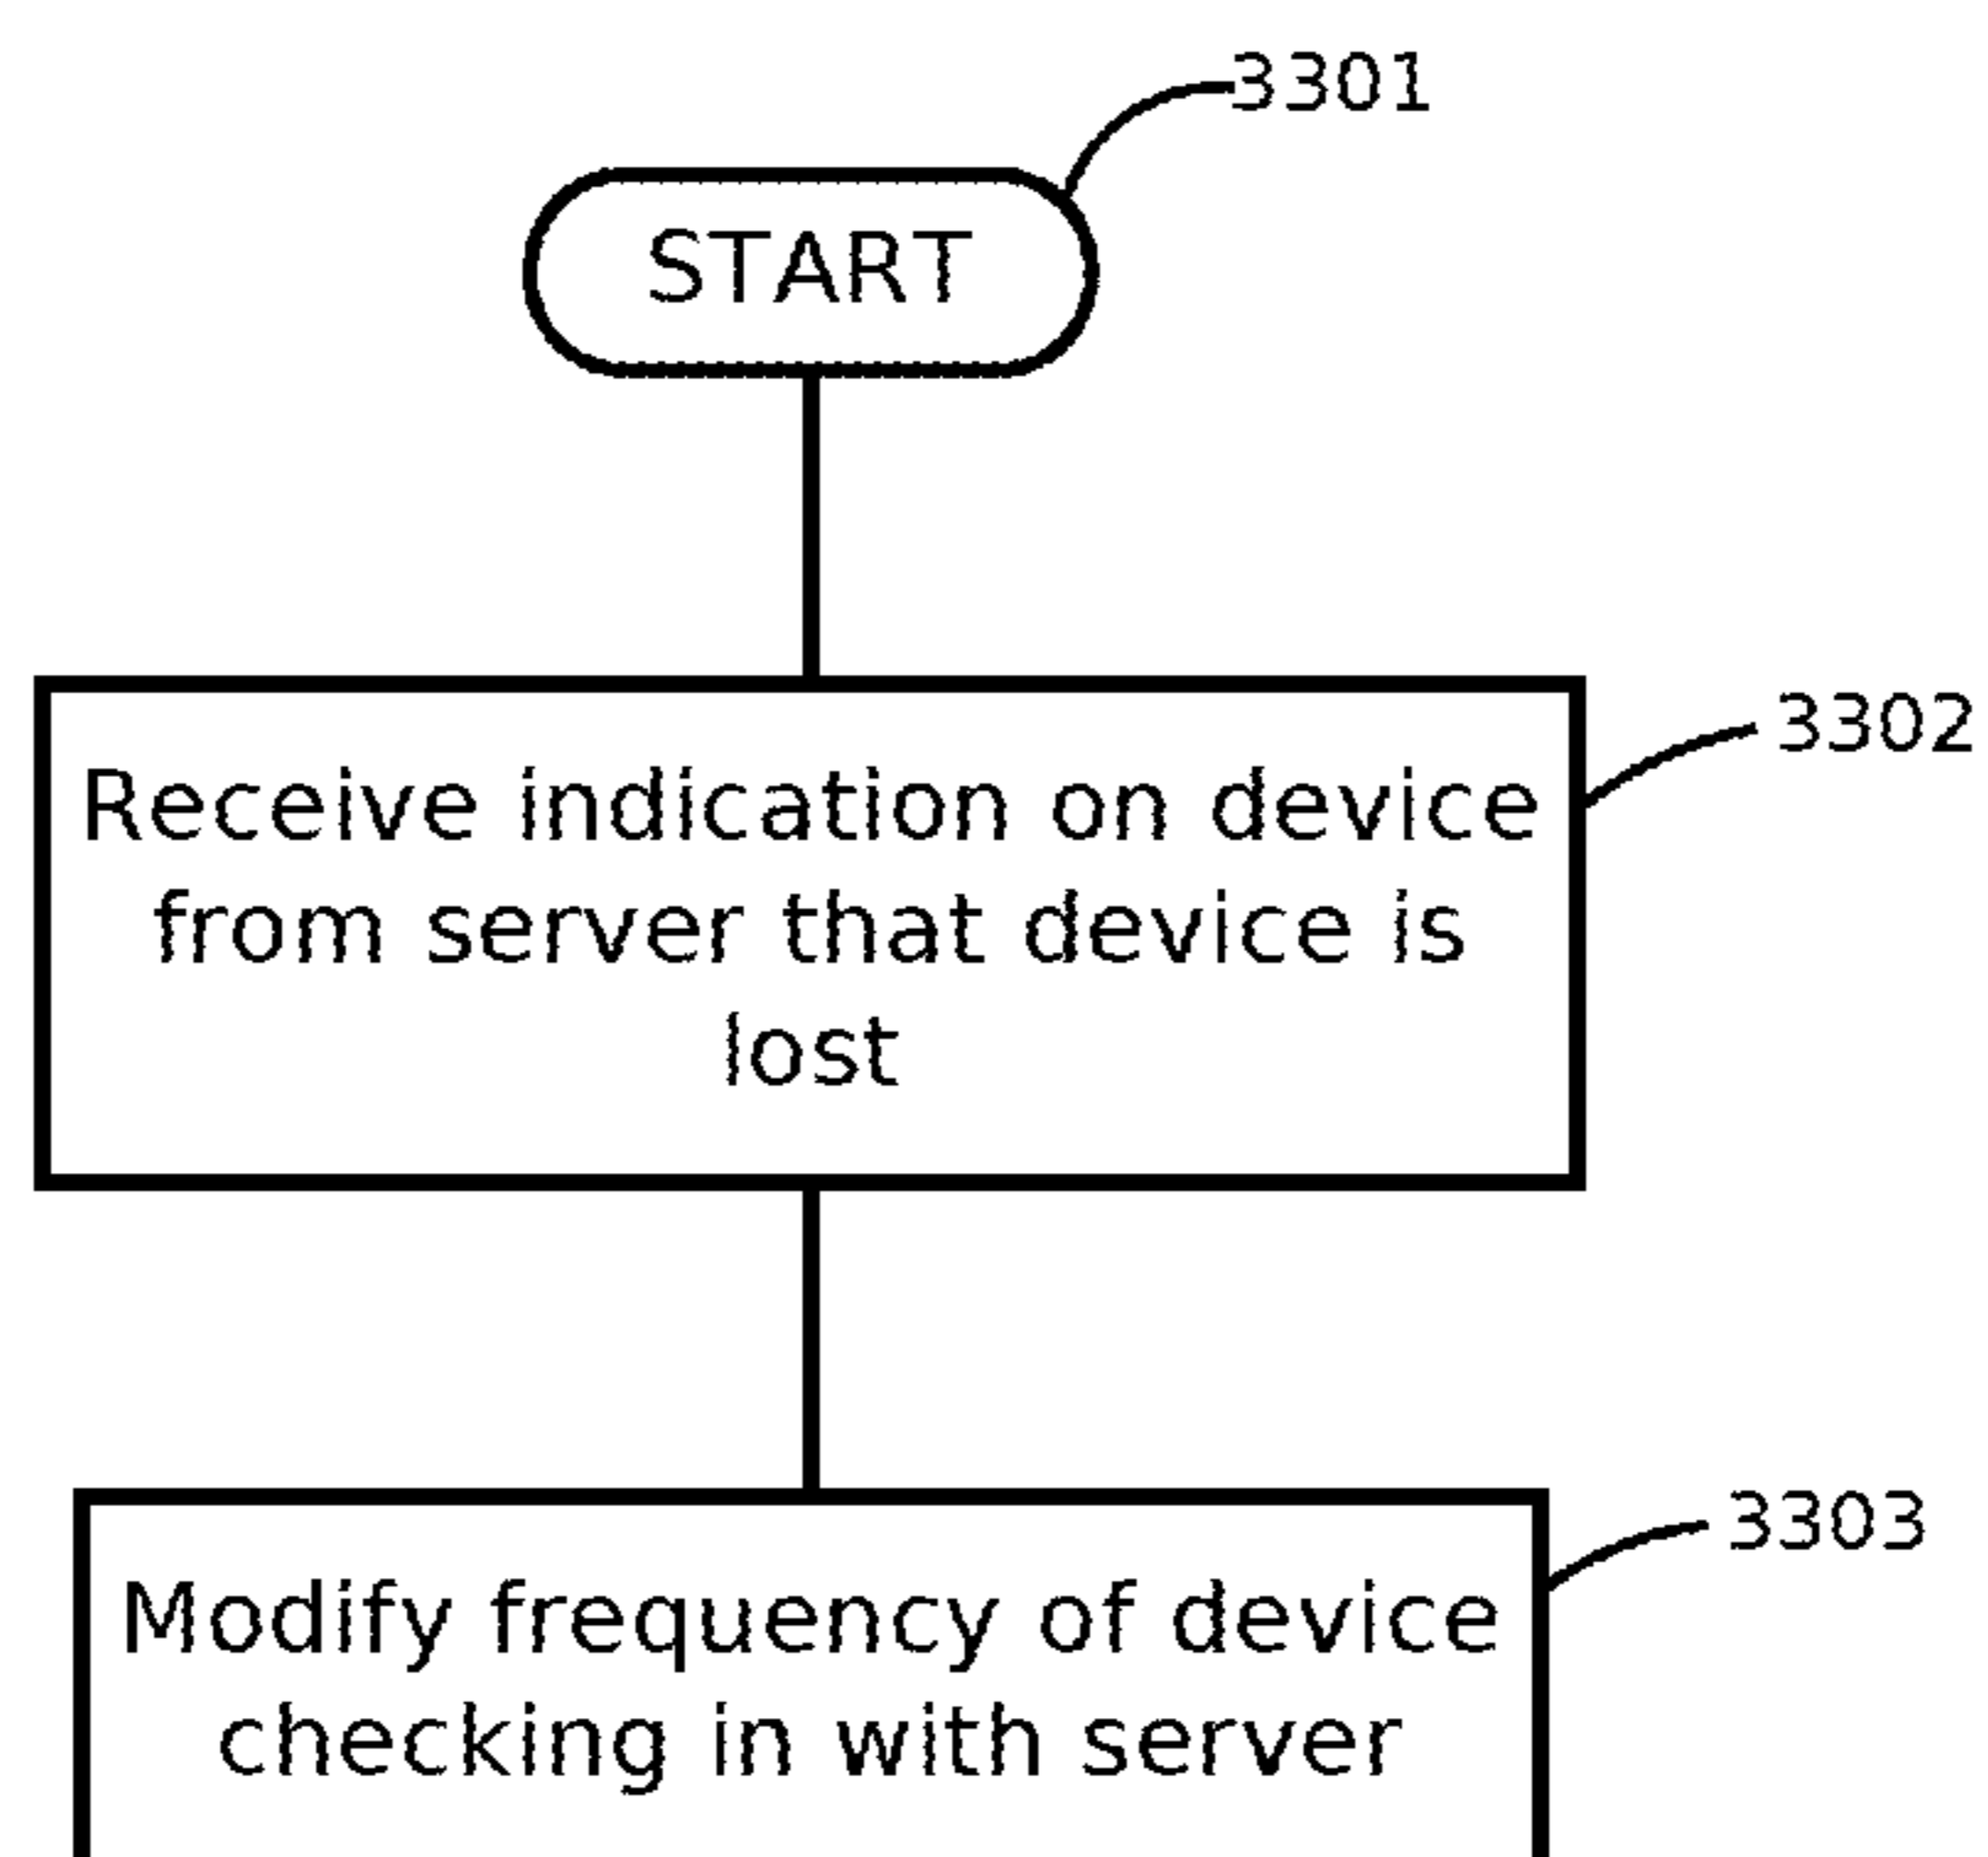 3301
START
3302
Receive indication on device
from server that device is
lost
3303
Modify frequency of device
checking in with server